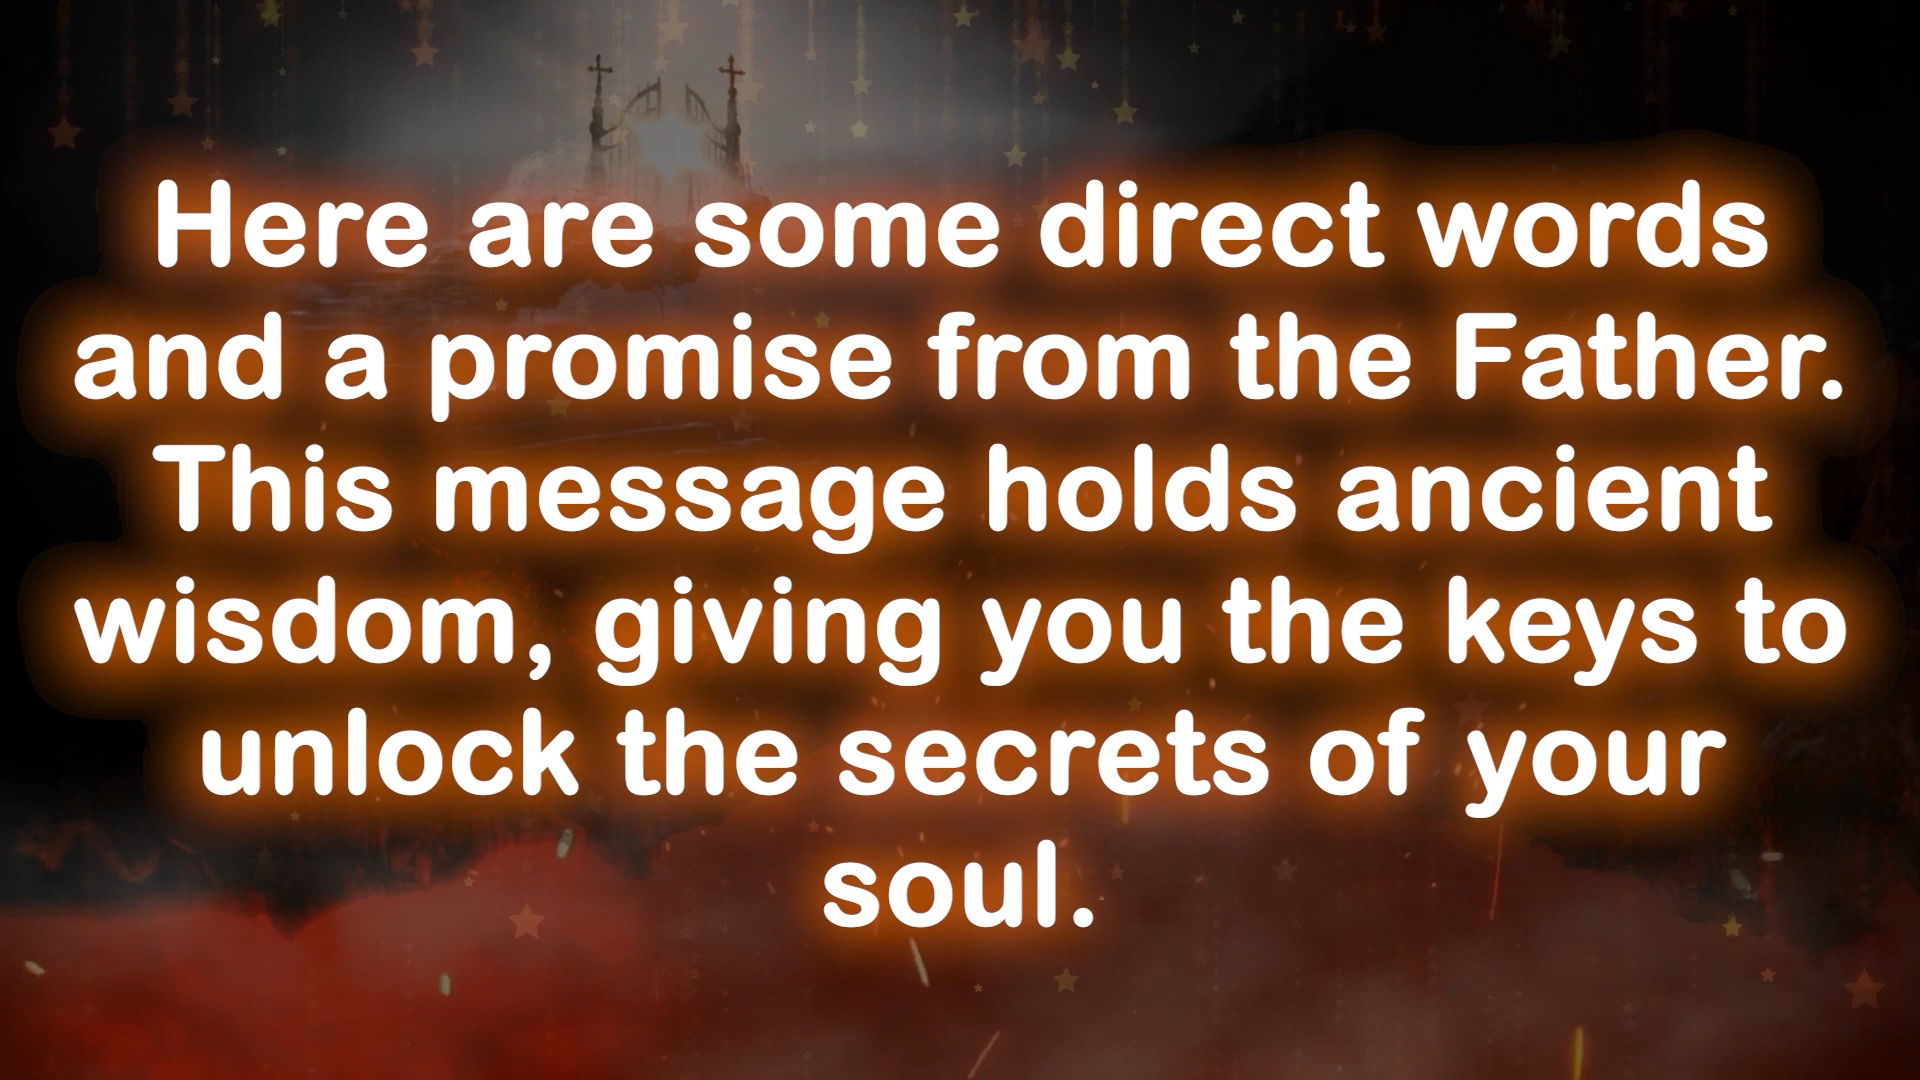 Here are some direct words
and a promise from the Father.
This message holds ancient
wisdom, giving you the keys to
unlock the secrets of your
soul.